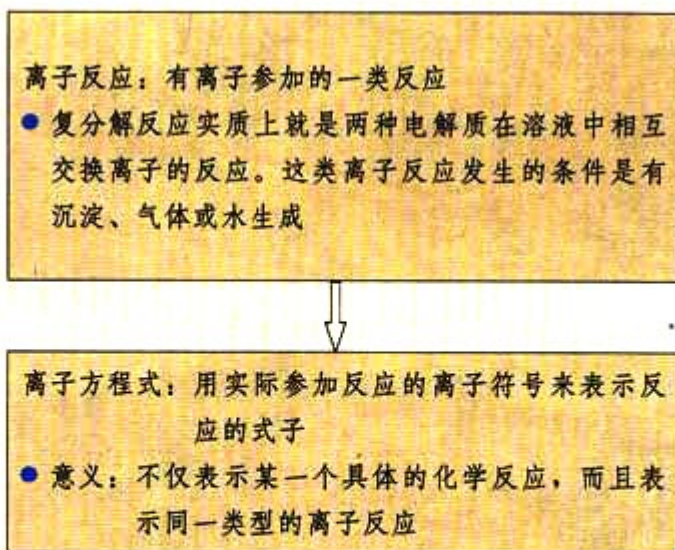 离子反应：有离子参加的一类反应
● 复分解反应实质上就是两种电解质在溶液中相互
交换离子的反应。这类离子反应发生的条件是有
沉淀、气体或水生成
离子方程式：用实际参加反应的离子符号来表示反
应的式子
● 意义：不仅表示某一个具体的化学反应，而且表
示同一类型的离子反应